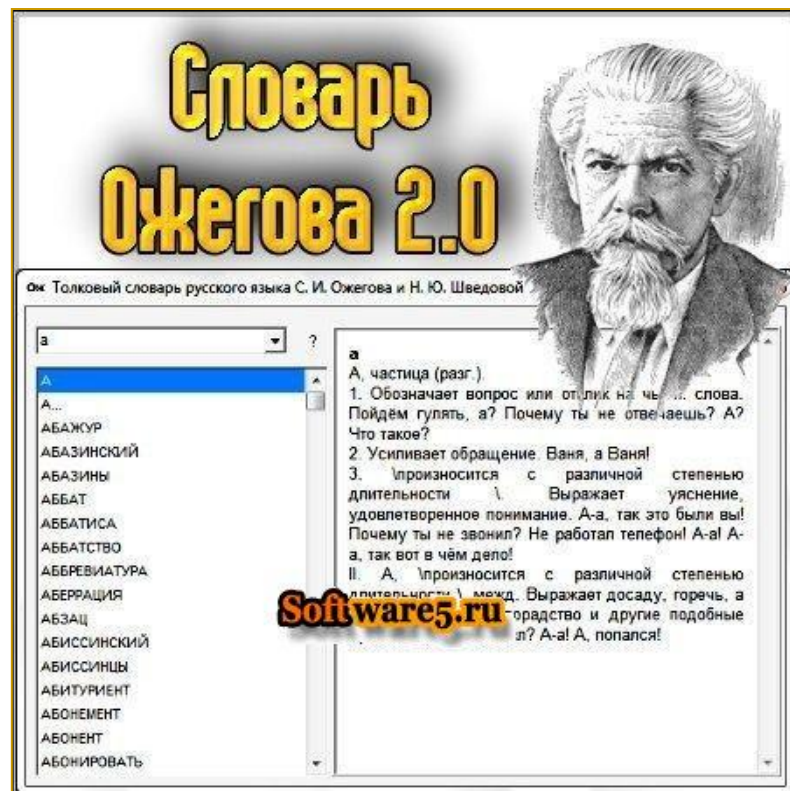 Словарь
Ожегова 2.0
Ож Толковый словарь русского языка С. И. Ожегова и Н. Ю. Шведовой
а
?
А
А...
АБАЖУР
АБАЗИНСКИЙ
АБАЗИНЫ
АББАТ
АББАТИСА
АББАТСТВО
АББРЕВИАТУРА
АБЕРРАЦИЯ
АБЗАЦ
АБИССИНСКИЙ
АБИССИНЦЫ
АБИТУРИЕНТ
АБОНЕМЕНТ
АБОНЕНТ
АБОНИРОВАТЬ
а
А, частица (разг.).
1. Обозначает вопрос или отклик на слова.
Пойдём гулять, а? Почему ты не отвечаешь? А?
Что такое?
2. Усиливает обращение. Ваня, а Ваня!
3. \произносится с различной степенью
длительности \. Выражает уяснение,
удовлетворенное понимание. А-а, так это были вы!
Почему ты не звонил? Не работал телефон! А-а! А-
а, так вот в чём дело!
II. А, \произносится с различной степенью
длительности \, межд. Выражает досаду, горечь, а
и другие подобные
А-а! А, попался!
Software5.ru